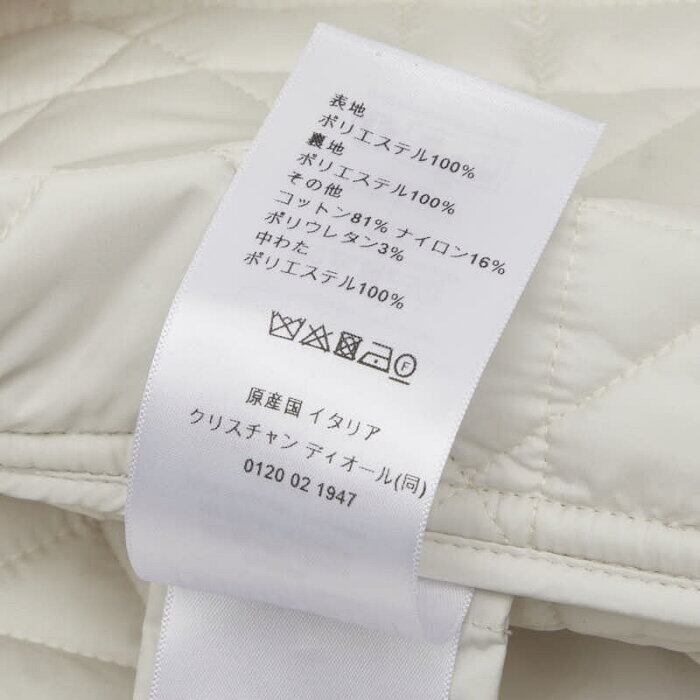 表地
ポリエステル100%
裏地
ポリエステル100%
その他
コットン81% ナイロン16%
ポリウレタン3%
中わた
ポリエステル100%
F
原産国 イタリア
クリスチャン ディオール(同)
0120 02 1947